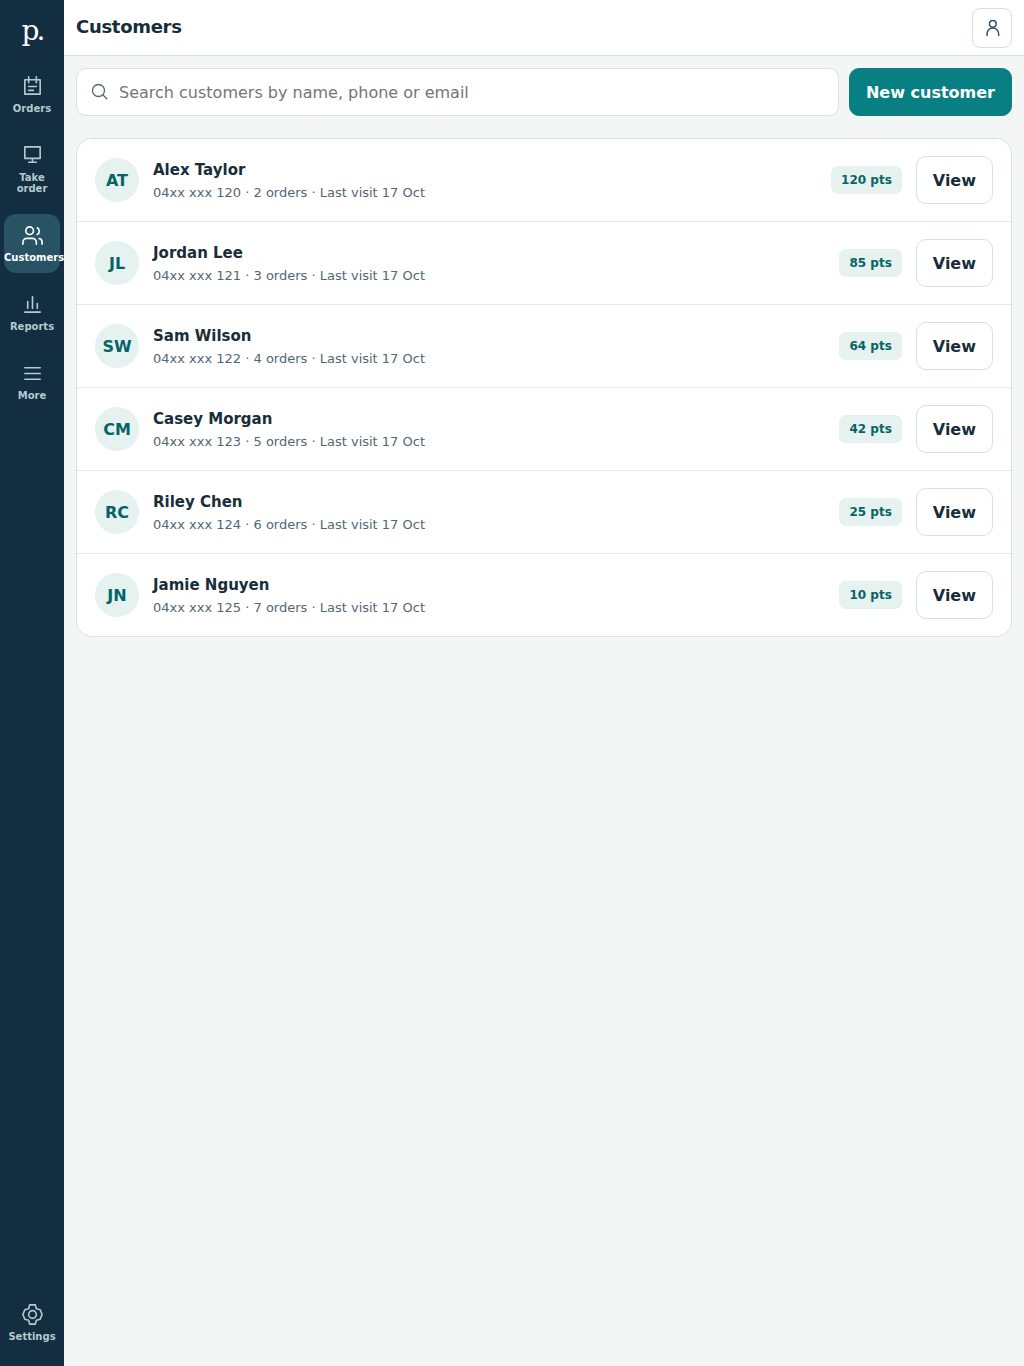 p.
Customers
Orders
Take
order
Customers
Reports
More
Settings
Search customers by name, phone or email
New customer
AT
Alex Taylor
04xx xxx 120 · 2 orders · Last visit 17 Oct
120 pts
View
JL
Jordan Lee
04xx xxx 121 · 3 orders · Last visit 17 Oct
85 pts
View
SW
Sam Wilson
04xx xxx 122 · 4 orders · Last visit 17 Oct
64 pts
View
CM
Casey Morgan
04xx xxx 123 · 5 orders · Last visit 17 Oct
42 pts
View
RC
Riley Chen
04xx xxx 124 · 6 orders · Last visit 17 Oct
25 pts
View
JN
Jamie Nguyen
04xx xxx 125 · 7 orders · Last visit 17 Oct
10 pts
View